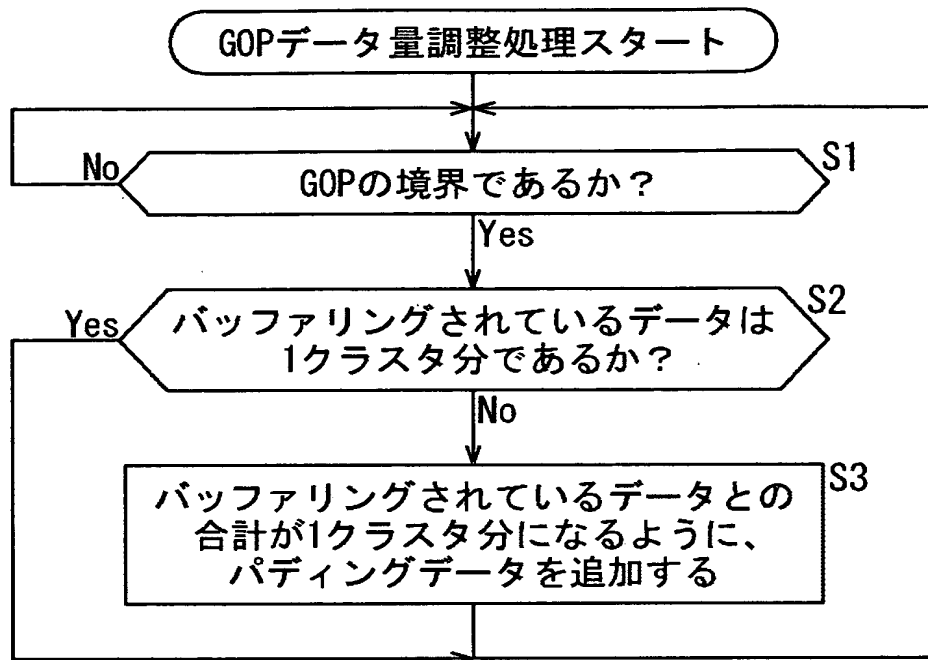 GOPデータ量調整処理スタート
S1
No
GOPの境界であるか？
Yes
S2
Yes
バッファリングされているデータは
1クラスタ分であるか？
No
S3
バッファリングされているデータとの
合計が1クラスタ分になるように、
パディングデータを追加する